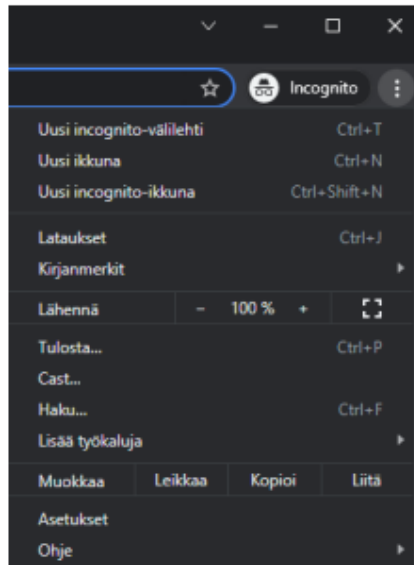 Incognito
Uusi incognito-välilehti Ctrl+T
Uusi ikkuna Ctrl+N
Uusi incognito-ikkuna Ctrl+Shift+N
Lataukset Ctrl+J
Kirjanmerkit
Lähennä - 100 % +
Tulosta... Ctrl+P
Cast...
Haku... Ctrl+F
Lisää työkaluja
Muokkaa Leikkaa Kopioi Liitä
Asetukset
Ohje